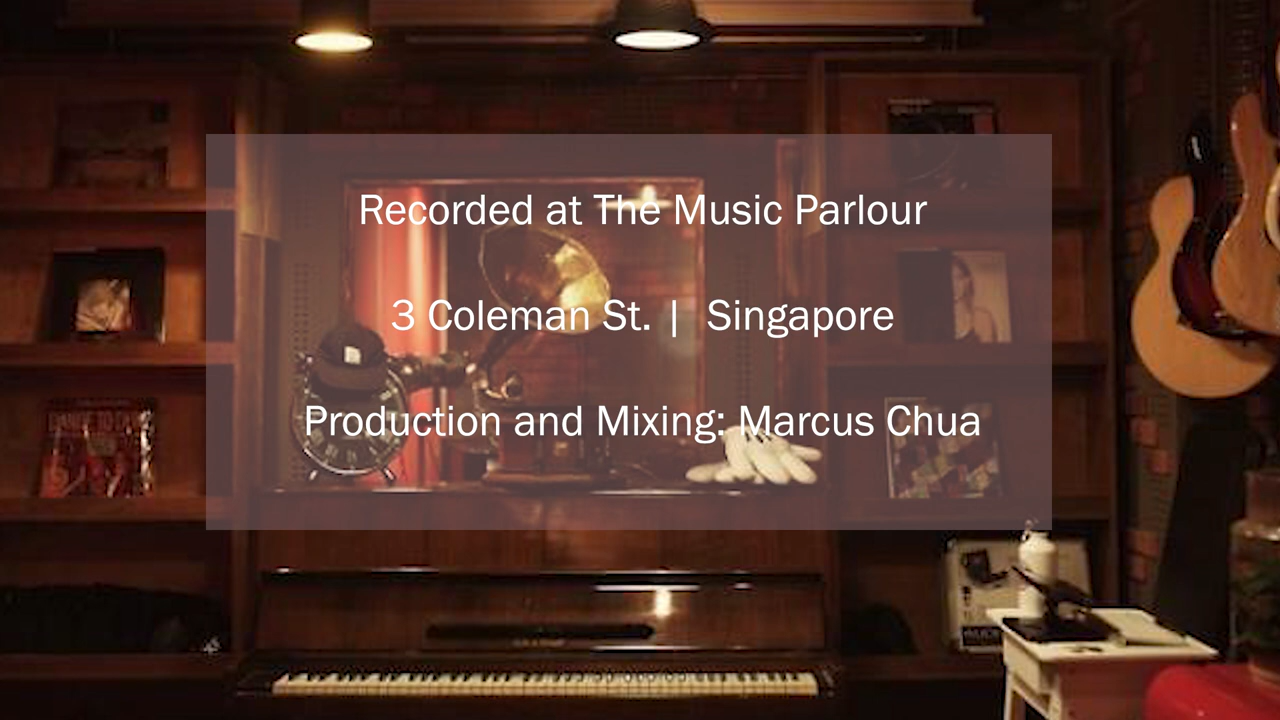 Recorded at The Music Parlour
3 Coleman St. | Singapore
Production and Mixing: Marcus Chua